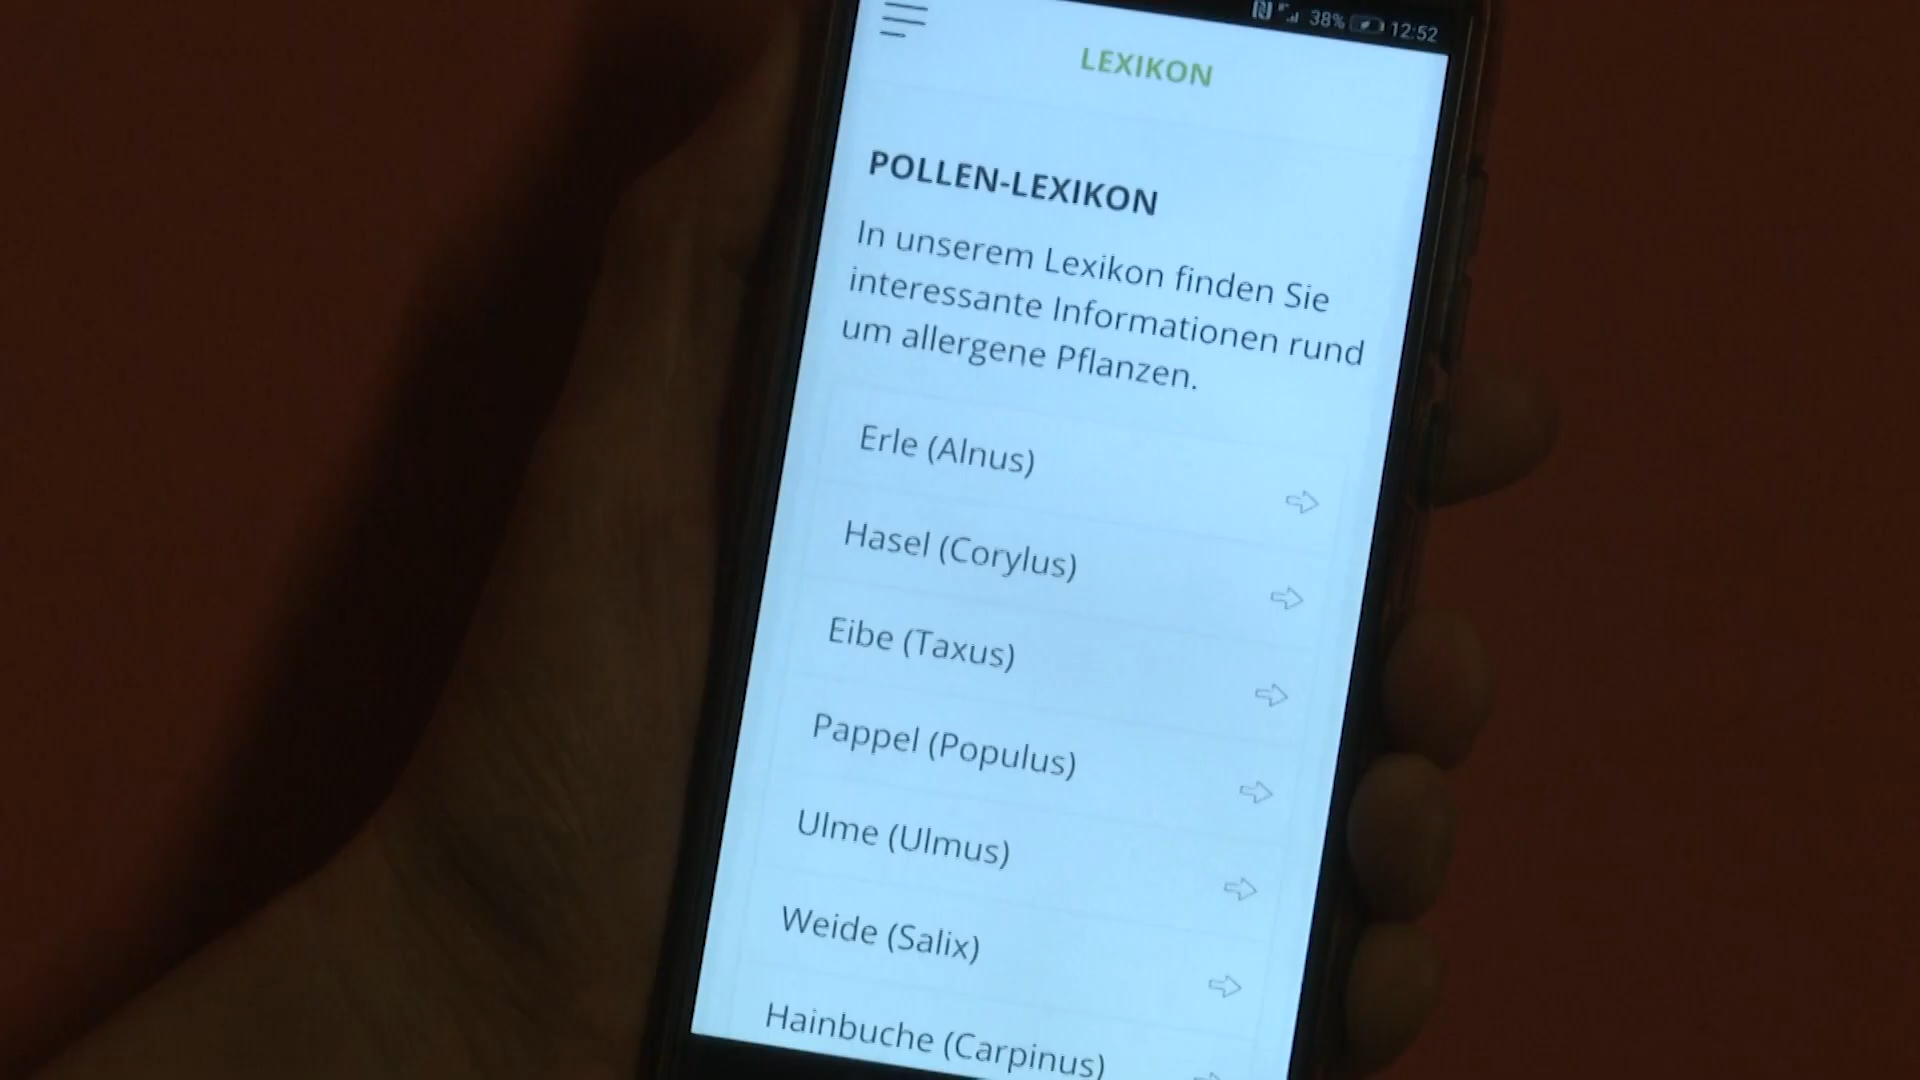 38% 12:52
LEXIKON
POLLEN-LEXIKON
In unserem Lexikon finden Sie
interessante Informationen rund
um allergene Pflanzen.
Erle (Alnus)
Hasel (Corylus)
Eibe (Taxus)
Pappel (Populus)
Ulme (Ulmus)
Weide (Salix)
Hainbuche (Carpinus)